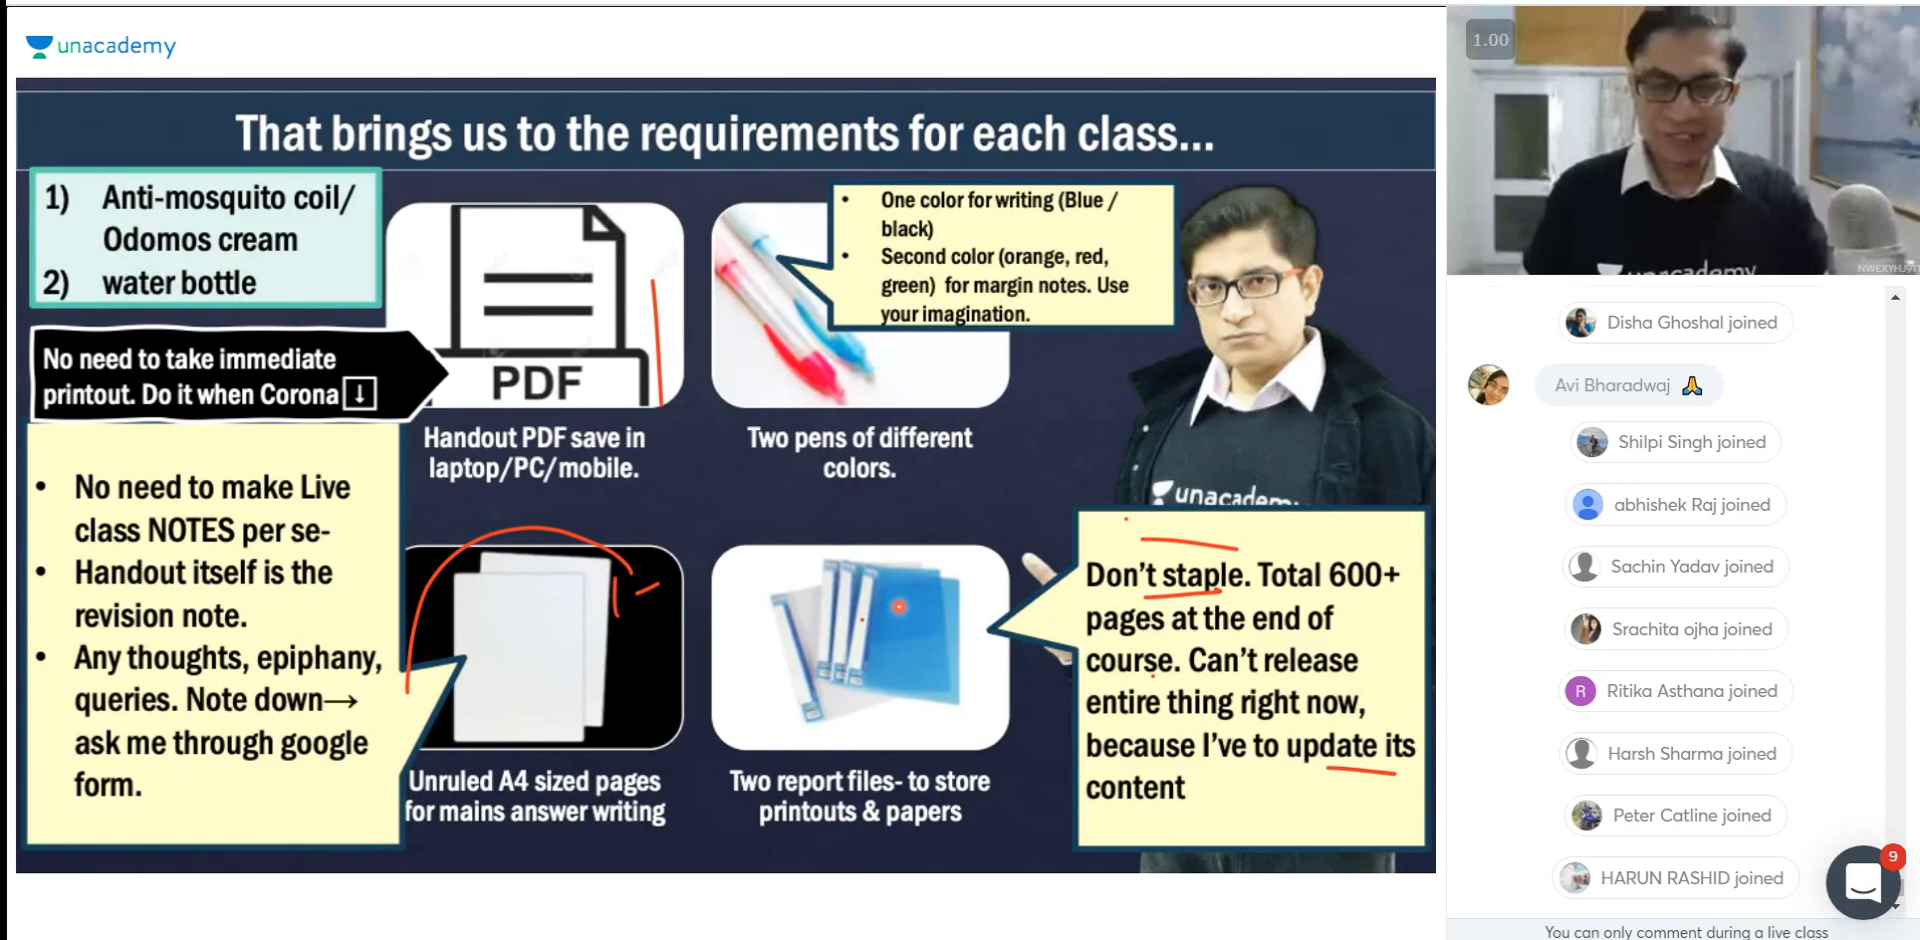 unacademy
1.00
That brings us to the requirements for each class...
1) Anti-mosquito coil/
Odomos cream
2) water bottle
No need to take immediate
printout. Do it when Corona ↓
PDF
Handout PDF save in
laptop/PC/mobile.
• One color for writing (Blue /
black)
• Second color (orange, red,
green) for margin notes. Use
your imagination.
Two pens of different
colors.
unacademy.
• No need to make Live
class NOTES per se-
• Handout itself is the
revision note.
• Any thoughts, epiphany,
queries. Note down→
ask me through google
form.
Unruled A4 sized pages
for mains answer writing
Two report files- to store
printouts & papers
Don't staple. Total 600+
pages at the end of
course. Can't release
entire thing right now,
because I've to update its
content
unacademy
Disha Ghoshal joined
Avi Bharadwaj 🙏
Shilpi Singh joined
abhishek Raj joined
Sachin Yadav joined
Srachita ojha joined
R Ritika Asthana joined
Harsh Sharma joined
Peter Catline joined
HARUN RASHID joined
9
You can only comment during a live class